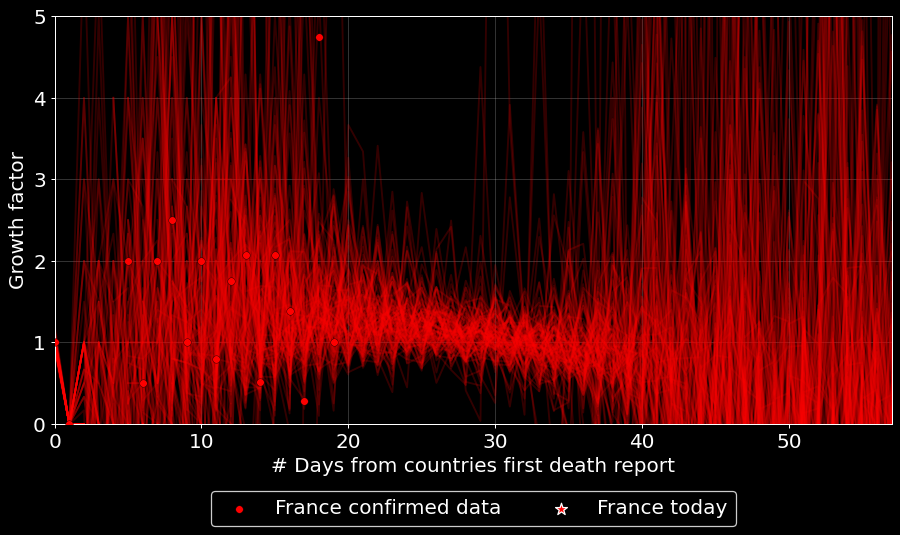 Growth factor
5
4
3
2
1
0
0 10 20 30 40 50
# Days from countries first death report
France confirmed data France today